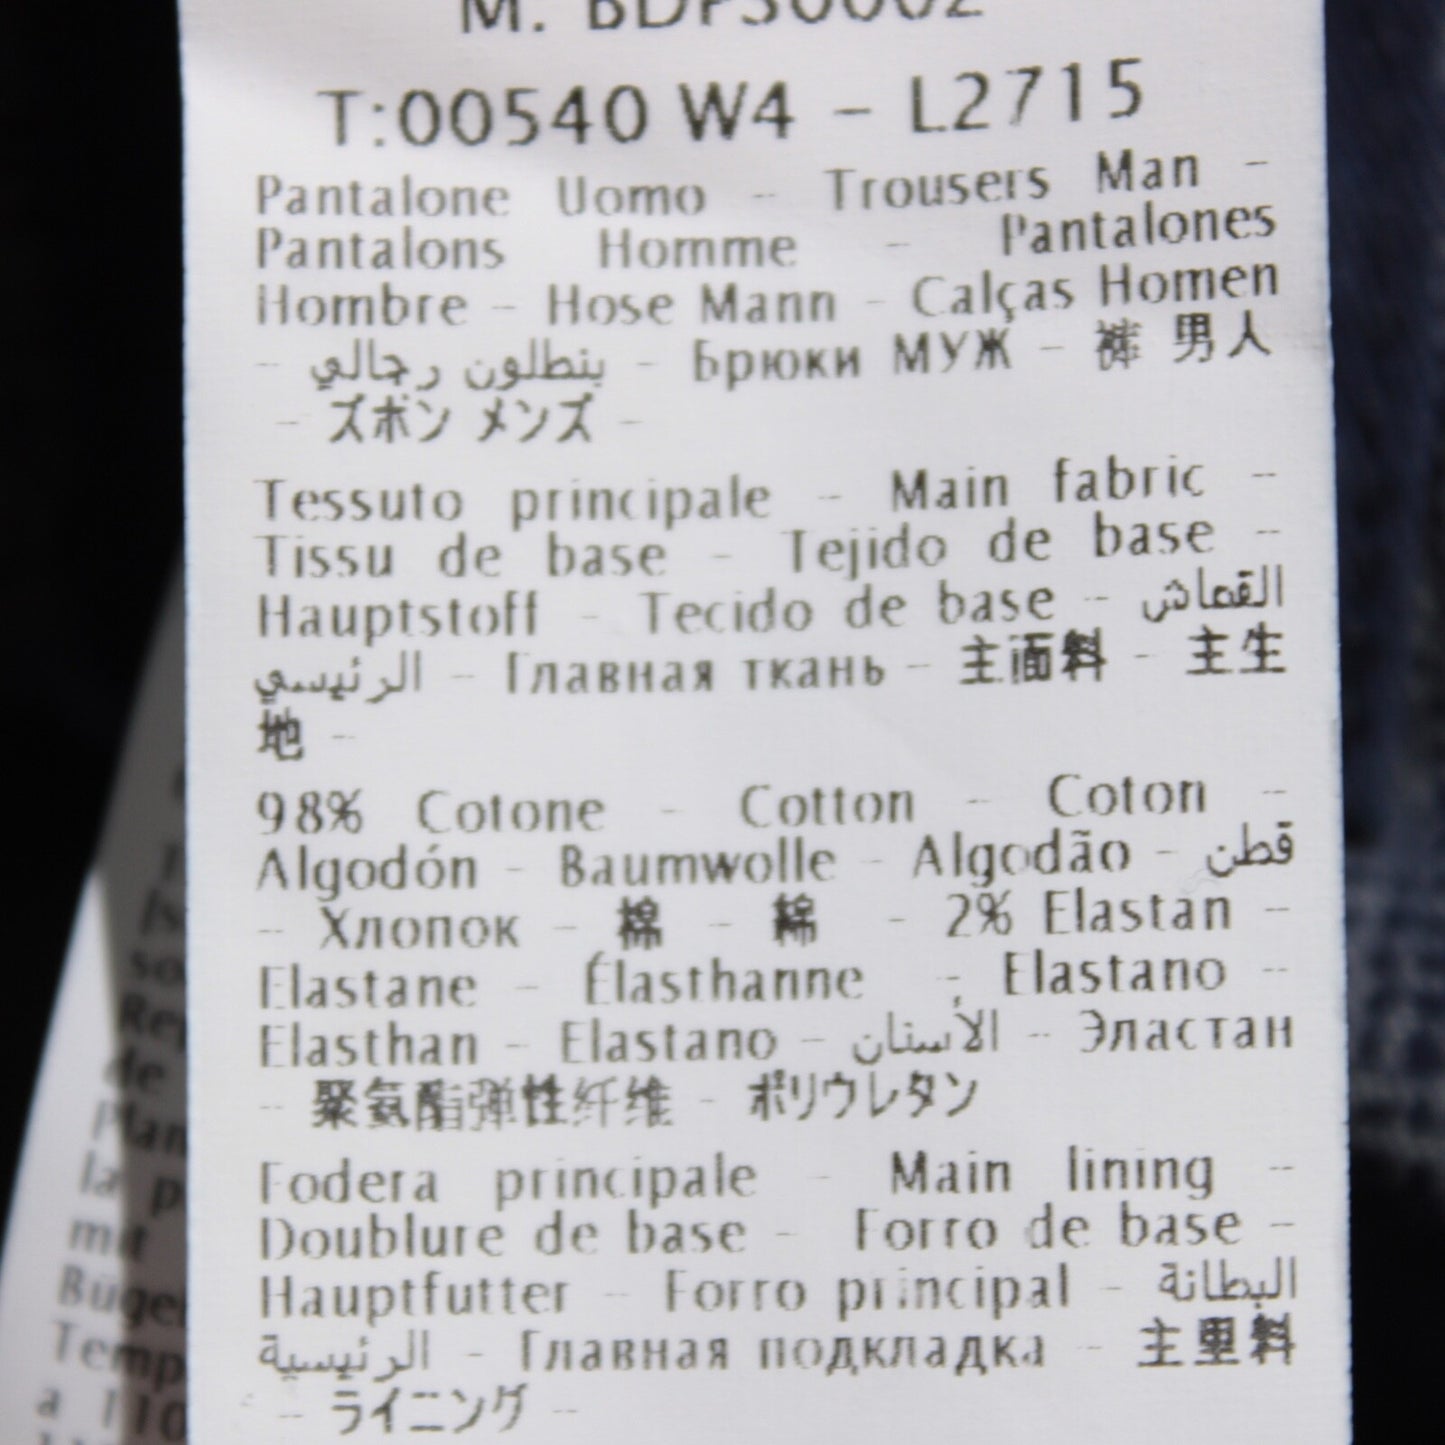 T:00540 W4 - L2715
Pantalone Uomo - Trousers Man -
Pantalons Homme - Pantalones
Hombre - Hose Mann - Calças Homen
- بنطلون رجالي - Брюки МУЖ - 裤 男人
- ズボン メンズ -
Tessuto principale - Main fabric -
Tissu de base - Tejido de base -
Hauptstoff - Tecido de base - القماش
الرئيسي - Главная ткань - 主面料 - 主生
地 -
98% Cotone - Cotton - Coton -
Algodón - Baumwolle - Algodão - قطن
- Хлопок - 棉 - 綿 - 2% Elastan -
Elastane - Élasthanne - Elastano -
Elasthan - Elastano - الأستان - Эластан
- 聚氨酯弹性纤维 - ポリウレタン
Fodera principale - Main lining -
Doublure de base - Forro de base -
Hauptfutter - Forro principal - البطانة
الرئيسية - Главная подкладка - 主里料
- ライニング -